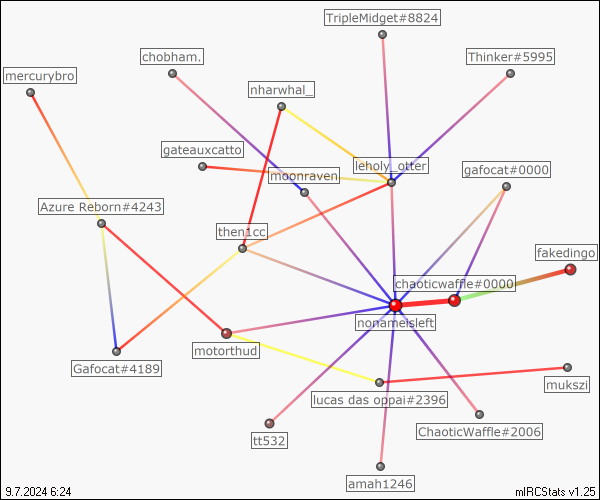 TripleMidget#8824
chobham.
Thinker#5995
mercurybro
nharwhal_
gateauxcatto
leholy_otter
gafocat#0000
moonraven
Azure Reborn#4243
then1cc
fakedingo
chaoticwaffle#0000
nonameisleft
motorthud
Gafocat#4189
mukszi
lucas das oppai#2396
ChaoticWaffle#2006
tt532
amah1246
9.7.2024 6:24
mIRCStats v1.25